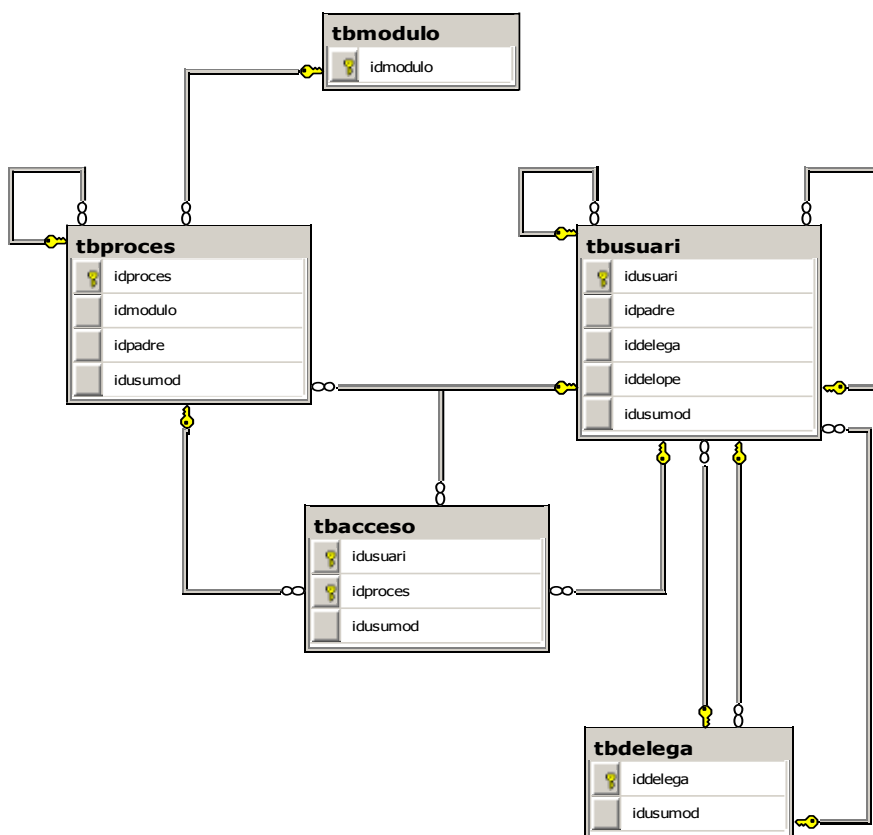 tbmodulo
idmodulo
tbproces
idproces
idmodulo
idpadre
idusumod
tbusuari
idusuari
idpadre
iddelega
iddelope
idusumod
tbacceso
idusuari
idproces
idusumod
tbdelega
iddelega
idusumod